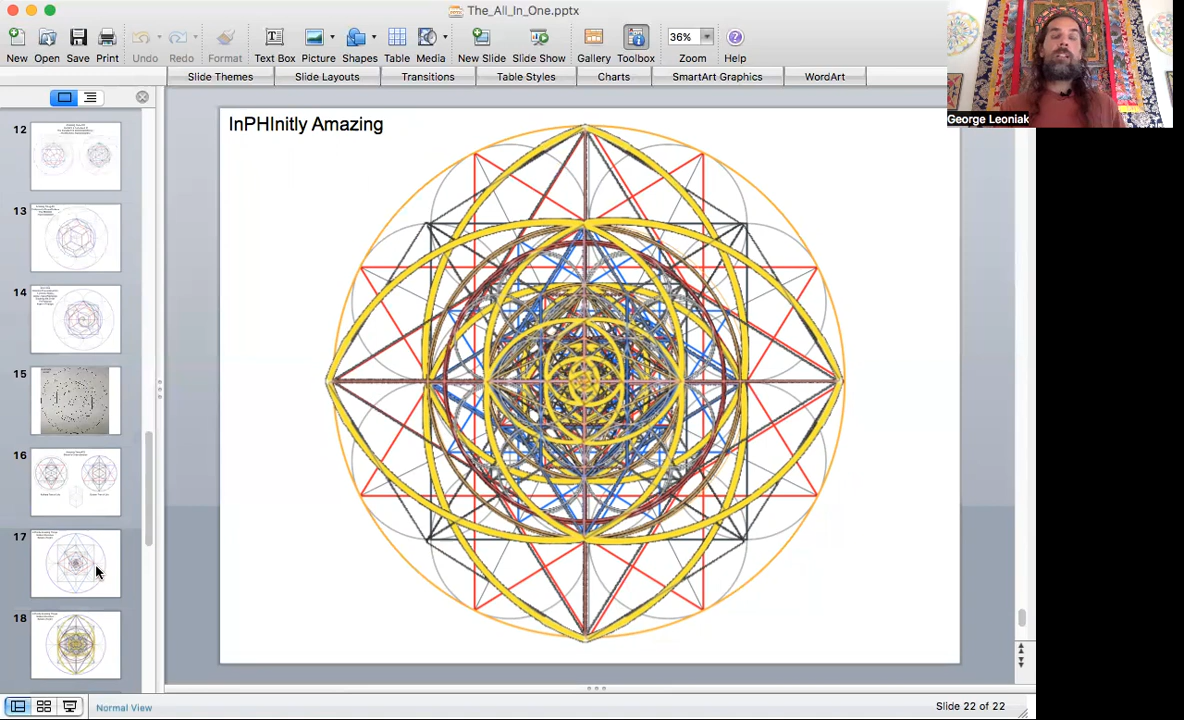 The_All_In_One.pptx
New
Open
Save
Print
Undo
Redo
Format
Text Box
Picture
Shapes
Table
Media
New Slide
Slide Show
Gallery
Toolbox
36%
Zoom
Help
Slide Themes
Slide Layouts
Transitions
Table Styles
Charts
SmartArt Graphics
WordArt
George Leoniak
InPHInitly Amazing
12
13
14
15
16
17
18
Normal View
Slide 22 of 22